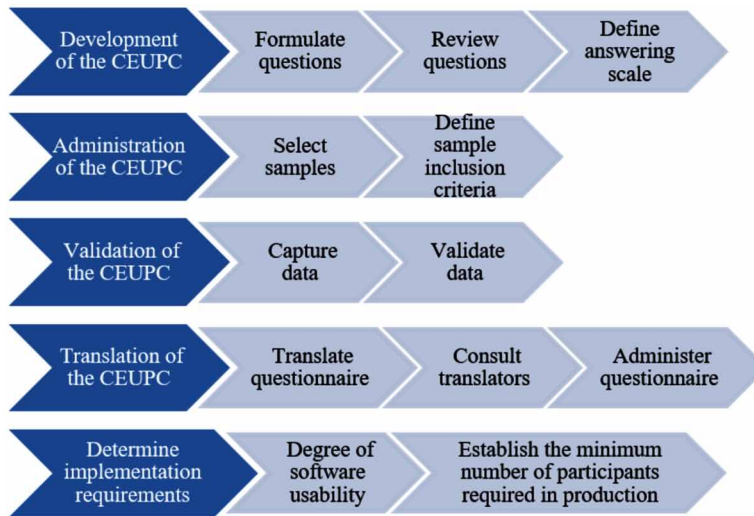 Development
of the CEUPC
Formulate
questions
Review
questions
Define
answering
scale
Administration
of the CEUPC
Select
samples
Define
sample
inclusion
criteria
Validation of
the CEUPC
Capture
data
Validate
data
Translation of
the CEUPC
Translate
questionnaire
Consult
translators
Administer
questionnaire
Determine
implementation
requirements
Degree of
software
usability
Establish the minimum
number of participants
required in production